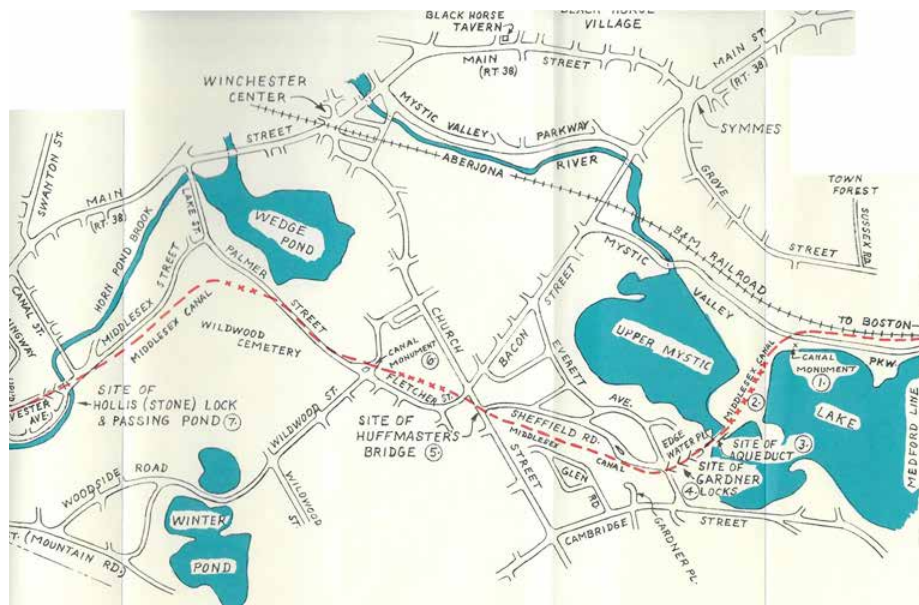 BLACK HORSE
TAVERN
BLACK HORSE
VILLAGE
MAIN
(RT. 38)
STREET
MAIN ST.
(RT. 38)
WINCHESTER
CENTER
SYMMES
MYSTIC VALLEY
PARKWAY
ABERJONA
RIVER
GROVE
STREET
TOWN
FOREST
SUSSEX RD.
SWANTON ST.
MAIN
(RT. 38)
STREET
LAKE ST.
WEDGE
POND
HORN POND BROOK
CANAL ST.
MIDDLESEX
STREET
MIDDLESEX CANAL
PALMER
STREET
WILDWOOD
CEMETERY
CHURCH
STREET
BACON
STREET
MYSTIC
VALLEY
PKW
B&M
RAILROAD
TO BOSTON
UPPER MYSTIC
LAKE
MEDFORD LINE
CANAL
MONUMENT
1.
MIDDLESEX CANAL
2.
SITE OF
AQUEDUCT
3.
EDGE
WATER PL.
SITE OF
GARDNER
LOCKS
4.
EVERETT
AVE.
SHEFFIELD RD.
MIDDLESEX
CANAL
GLEN
RD
CAMBRIDGE
STREET
GARDNER PL.
CANAL
MONUMENT
6.
FLETCHER ST.
SITE OF
HUFFMASTER'S
BRIDGE
5.
WILDWOOD ST.
WILDWOOD
ST.
SITE OF
HOLLIS (STONE) LOCK
& PASSING POND
7.
WOODSIDE
ROAD
WINTER
POND
(MOUNTAIN RD.)